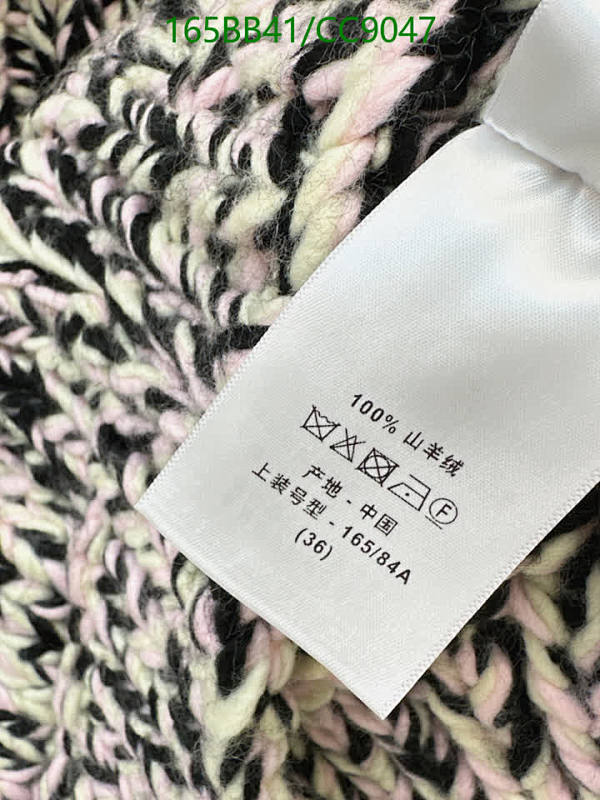 165BB41/CC9047
100% 山羊绒
F
产地 - 中国
上装号型 - 165/84A
(36)